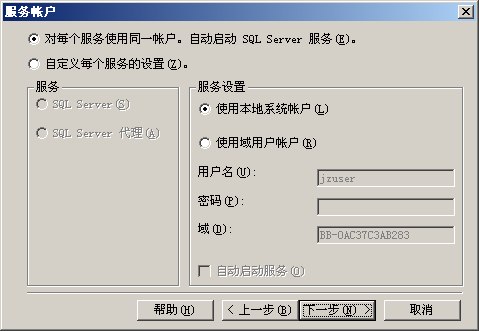 服务帐户
对每个服务使用同一帐户。自动启动 SQL Server 服务(E)。
自定义每个服务的设置(Z)。
服务
SQL Server(S)
SQL Server 代理(A)
服务设置
使用本地系统帐户(L)
使用域用户帐户(R)
用户名(U):
jzuser
密码(P):
域(D):
BB-0AC37C3AB283
自动启动服务(O)
帮助(H)
< 上一步(B)
下一步(N) >
取消